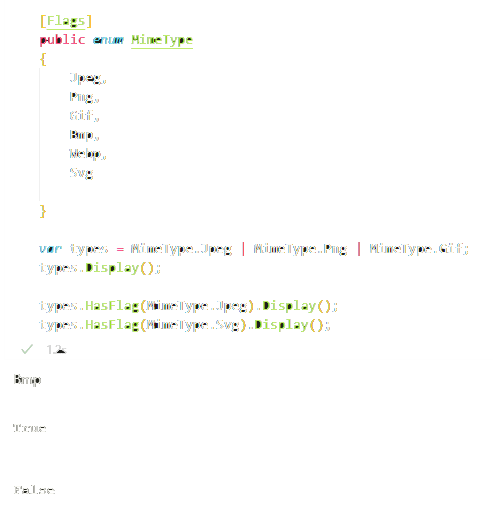 [Flags]
public enum MimeType
{
Jpeg,
Png,
Gif,
Bmp,
Webp,
Svg
}
var types = MimeType.Jpeg | MimeType.Png | MimeType.Gif;
types.Display();
types.HasFlag(MimeType.Jpeg).Display();
types.HasFlag(MimeType.Svg).Display();
1.2s
Bmp
True
False